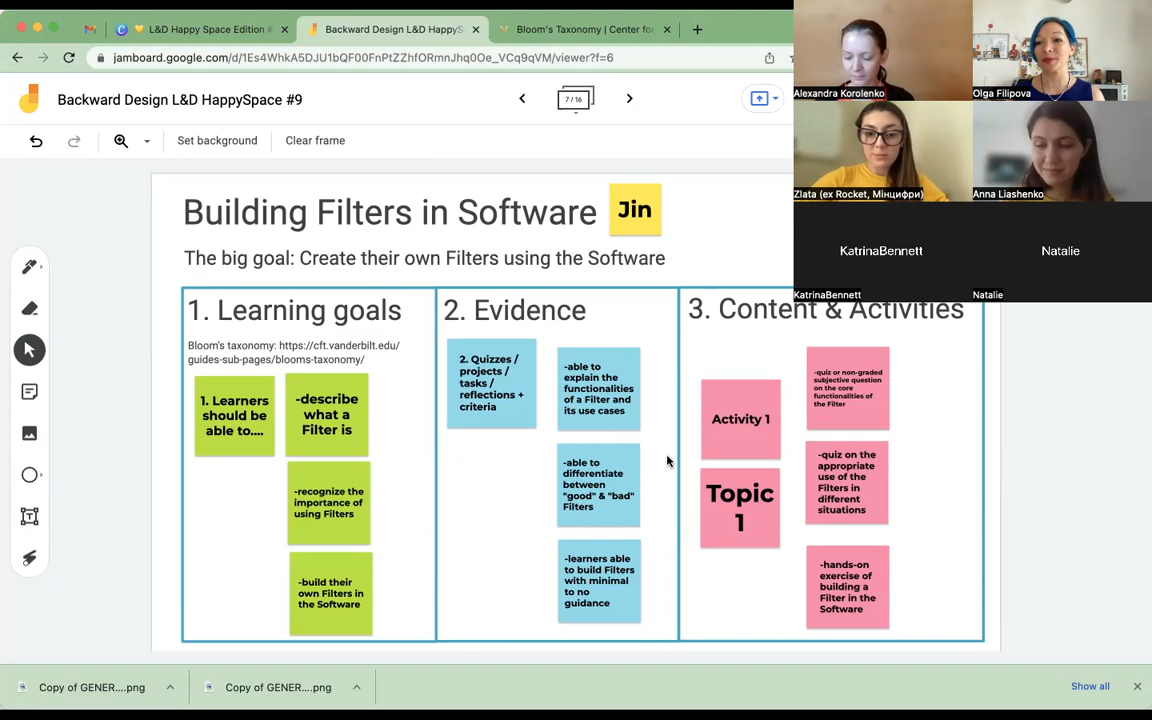 L&D Happy Space Edition #
Backward Design L&D HappyS
Bloom's Taxonomy | Center for
jamboard.google.com/d/1Es4WhkA5DJU1bQF00FnPtZZhfORmnJhq0Oe_VCq9qVM/viewer?f=6
Backward Design L&D HappySpace #9
7 / 16
Set background
Clear frame
Alexandra Korolenko
Olga Filipova
Zlata (ex Rocket, Мінцифри)
Anna Liashenko
KatrinaBennett
Natalie
KatrinaBennett
Natalie
Building Filters in Software
Jin
The big goal: Create their own Filters using the Software
1. Learning goals
Bloom's taxonomy: https://cft.vanderbilt.edu/
guides-sub-pages/blooms-taxonomy/
1. Learners
should be
able to....
-describe
what a
Filter is
-recognize the
importance of
using Filters
-build their
own Filters in
the Software
2. Evidence
2. Quizzes /
projects /
tasks /
reflections +
criteria
-able to
explain the
functionalities
of a Filter and
its use cases
-able to
differentiate
between
"good" & "bad"
Filters
-learners able
to build Filters
with minimal
to no
guidance
3. Content & Activities
Activity 1
Topic
1
-quiz or non-graded
subjective question
on the core
functionalities of
the Filter
-quiz on the
appropriate
use of the
Filters in
different
situations
-hands-on
exercise of
building a
Filter in the
Software
Copy of GENER....png
Copy of GENER....png
Show all